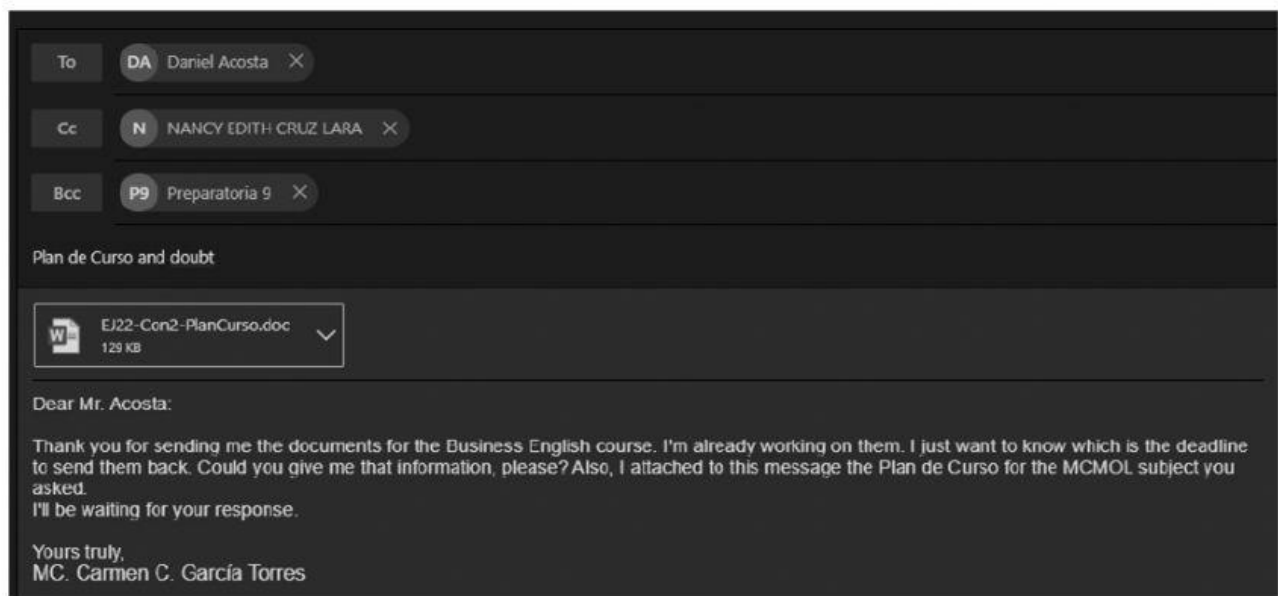 To DA Daniel Acosta
Cc N NANCY EDITH CRUZ LARA
Bcc P9 Preparatoria 9
Plan de Curso and doubt
EJ22-Con2-PlanCurso.doc
129 KB
Dear Mr. Acosta:
Thank you for sending me the documents for the Business English course. I'm already working on them. I just want to know which is the deadline
to send them back. Could you give me that information, please? Also, I attached to this message the Plan de Curso for the MCMOL subject you
asked.
I'll be waiting for your response.
Yours truly,
MC. Carmen C. García Torres